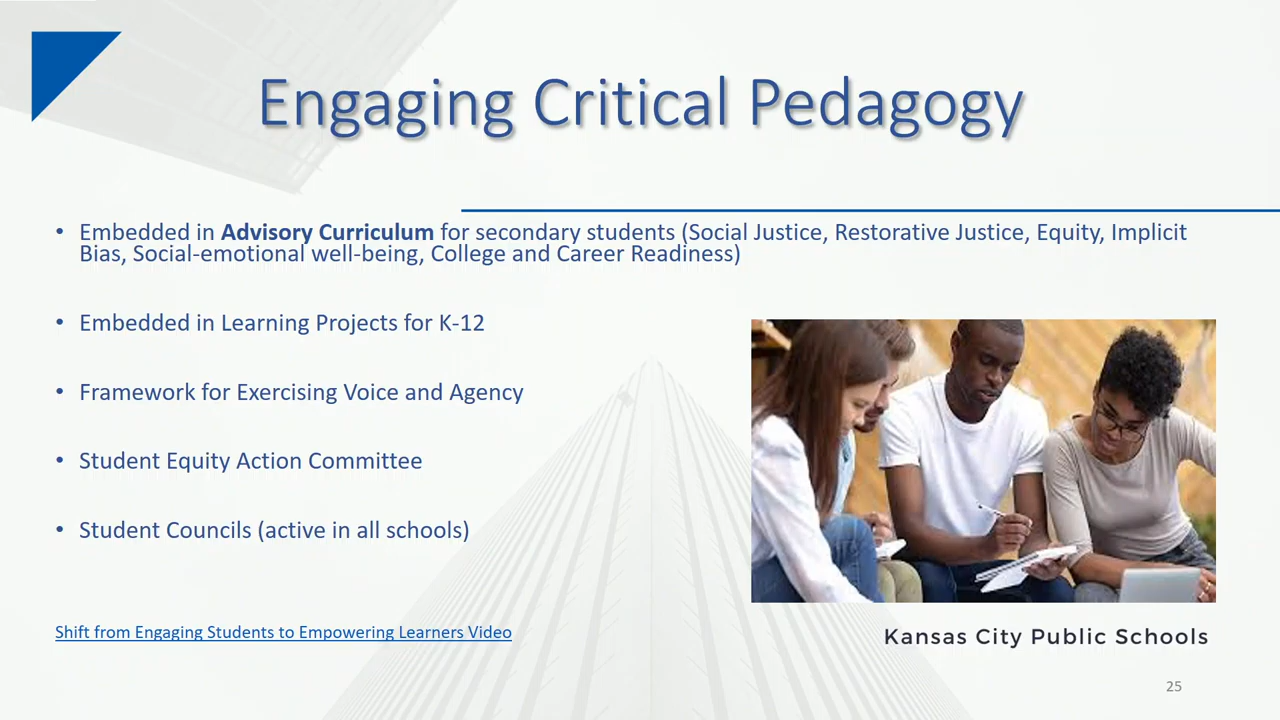 Engaging Critical Pedagogy
• Embedded in Advisory Curriculum for secondary students (Social Justice, Restorative Justice, Equity, Implicit
Bias, Social-emotional well-being, College and Career Readiness)
• Embedded in Learning Projects for K-12
• Framework for Exercising Voice and Agency
• Student Equity Action Committee
• Student Councils (active in all schools)
Shift from Engaging Students to Empowering Learners Video
Kansas City Public Schools
25